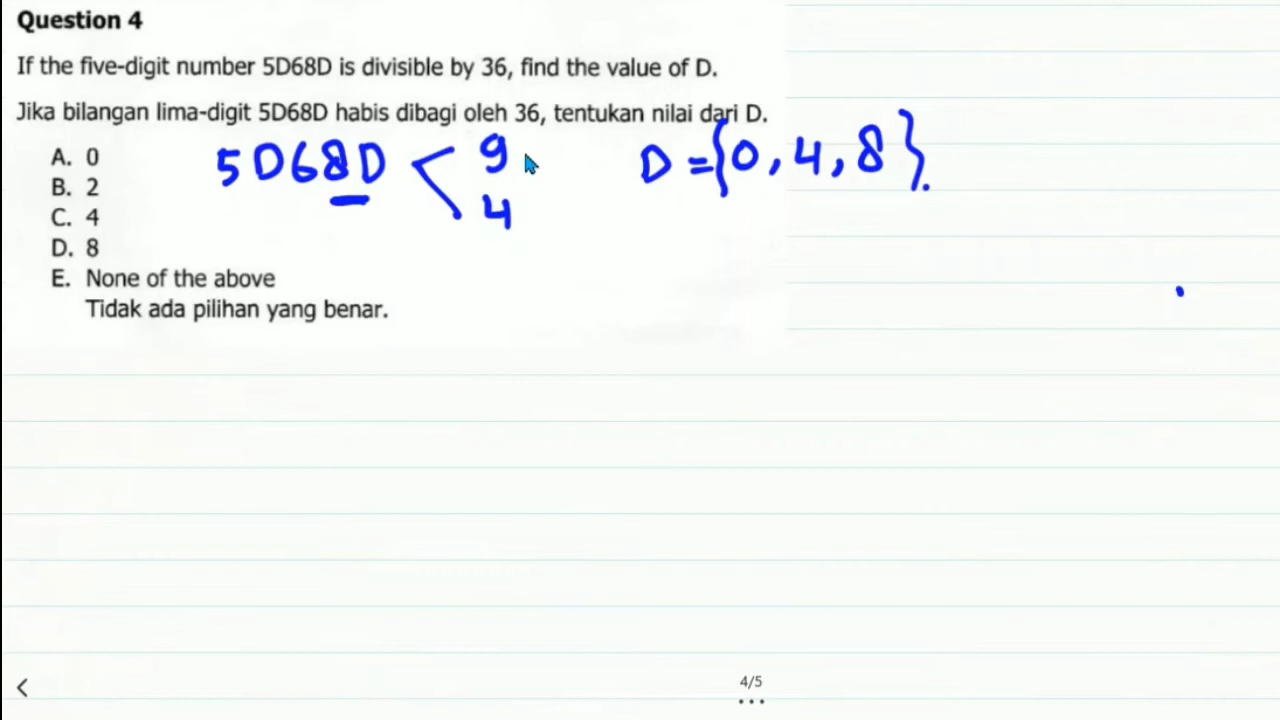 Question 4
If the five-digit number 5D68D is divisible by 36, find the value of D.
Jika bilangan lima-digit 5D68D habis dibagi oleh 36, tentukan nilai dari D.
A. 0
B. 2
C. 4
D. 8
E. None of the above
Tidak ada pilihan yang benar.
5D68D < 9
4
D = {0, 4, 8}.
4/5